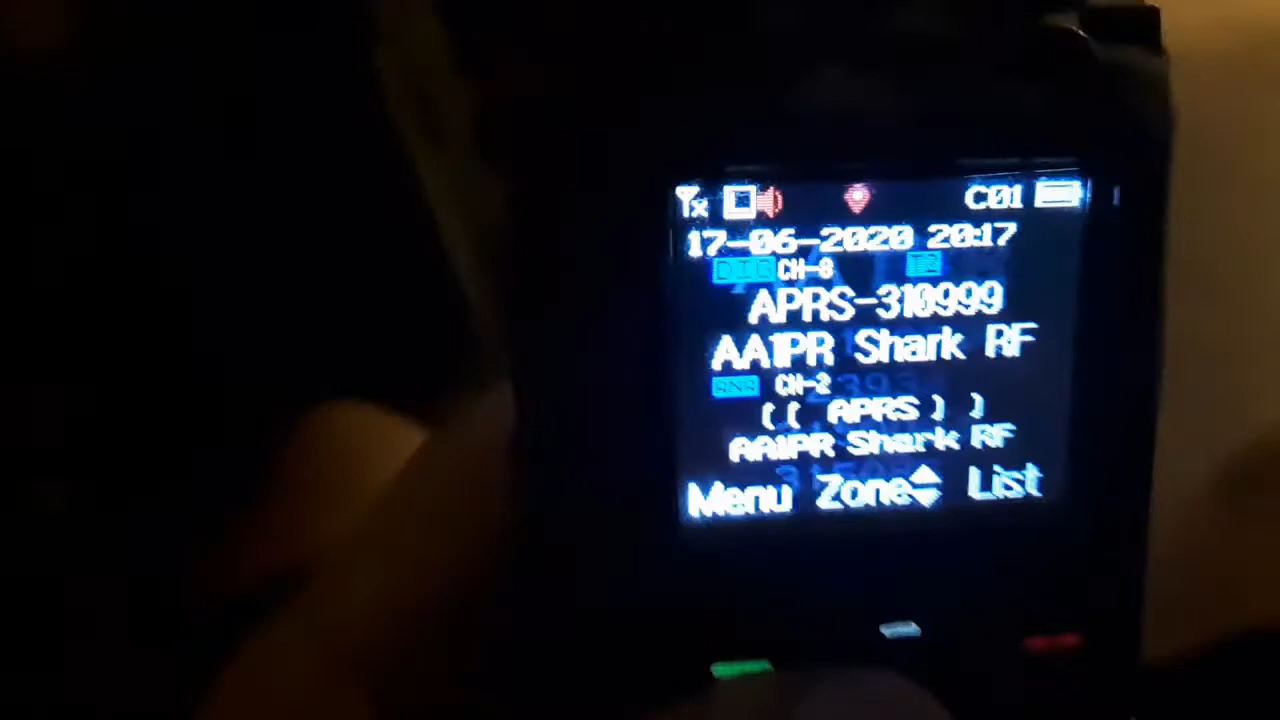 C01
17-06-2020 20:17
DIG CH-8
APRS-310999
AA1PR Shark RF
CH-2
(( APRS ))
AA1PR Shark RF
Menu Zone List